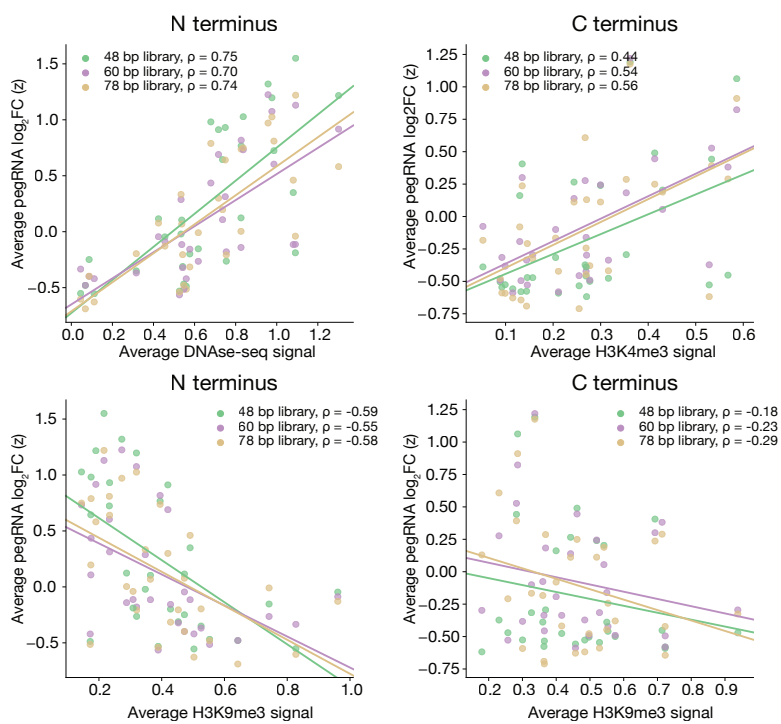 N terminus
48 bp library, ρ = 0.75
60 bp library, ρ = 0.70
78 bp library, ρ = 0.74
Average pegRNA log₂FC (z)
1.5
1.0
0.5
0.0
−0.5
0.0 0.2 0.4 0.6 0.8 1.0 1.2
Average DNAse-seq signal
C terminus
48 bp library, ρ = 0.44
60 bp library, ρ = 0.54
78 bp library, ρ = 0.56
Average pegRNA log2FC (z)
1.25
1.00
0.75
0.50
0.25
0.00
−0.25
−0.50
−0.75
0.1 0.2 0.3 0.4 0.5 0.6
Average H3K4me3 signal
N terminus
48 bp library, ρ = -0.59
60 bp library, ρ = -0.55
78 bp library, ρ = -0.58
Average pegRNA log₂FC (z)
1.5
1.0
0.5
0.0
−0.5
0.2 0.4 0.6 0.8 1.0
Average H3K9me3 signal
C terminus
48 bp library, ρ = -0.18
60 bp library, ρ = -0.23
78 bp library, ρ = -0.29
Average pegRNA log₂FC (z)
1.25
1.00
0.75
0.50
0.25
0.00
−0.25
−0.50
−0.75
0.1 0.2 0.3 0.4 0.5 0.6 0.7 0.8 0.9
Average H3K9me3 signal